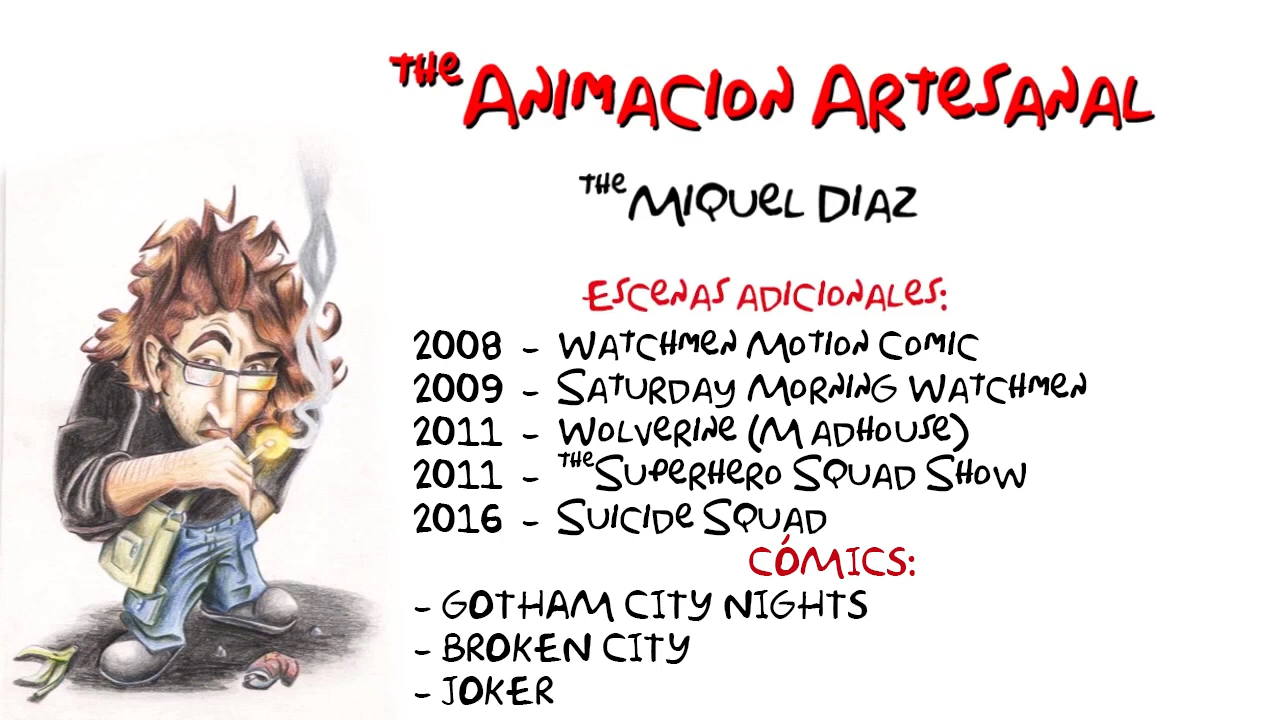 THE ANIMACION ARTESANAL
THE MIQUEL DIAZ
ESCENAS ADICIONALES:
2008 - WATCHMEN MOTION COMIC
2009 - SATURDAY MORNING WATCHMEN
2011 - WOLVERINE (MADHOUSE)
2011 - THE SUPERHERO SQUAD SHOW
2016 - SUICIDE SQUAD
CÓMICS:
- GOTHAM CITY NIGHTS
- BROKEN CITY
- JOKER